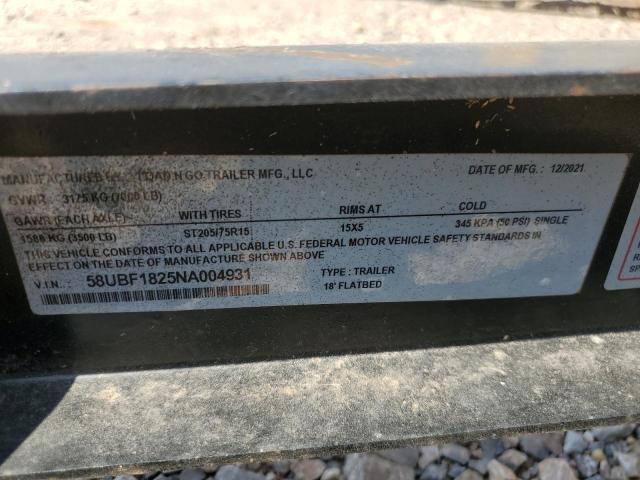 MANUFACTURED BY: LOAD N GO TRAILER MFG., LLC DATE OF MFG. : 12/2021
GVWR 3175 KG (7000 LB)
GAWR (EACH AXLE) WITH TIRES RIMS AT COLD
1588 KG (3500 LB) ST205/75R15 15X5 345 KPA (50 PSI) SINGLE
THIS VEHICLE CONFORMS TO ALL APPLICABLE U.S. FEDERAL MOTOR VEHICLE SAFETY STANDARDS IN
EFFECT ON THE DATE OF MANUFACTURE SHOWN ABOVE
V.I.N. : 58UBF1825NA004931 TYPE : TRAILER
18' FLATBED